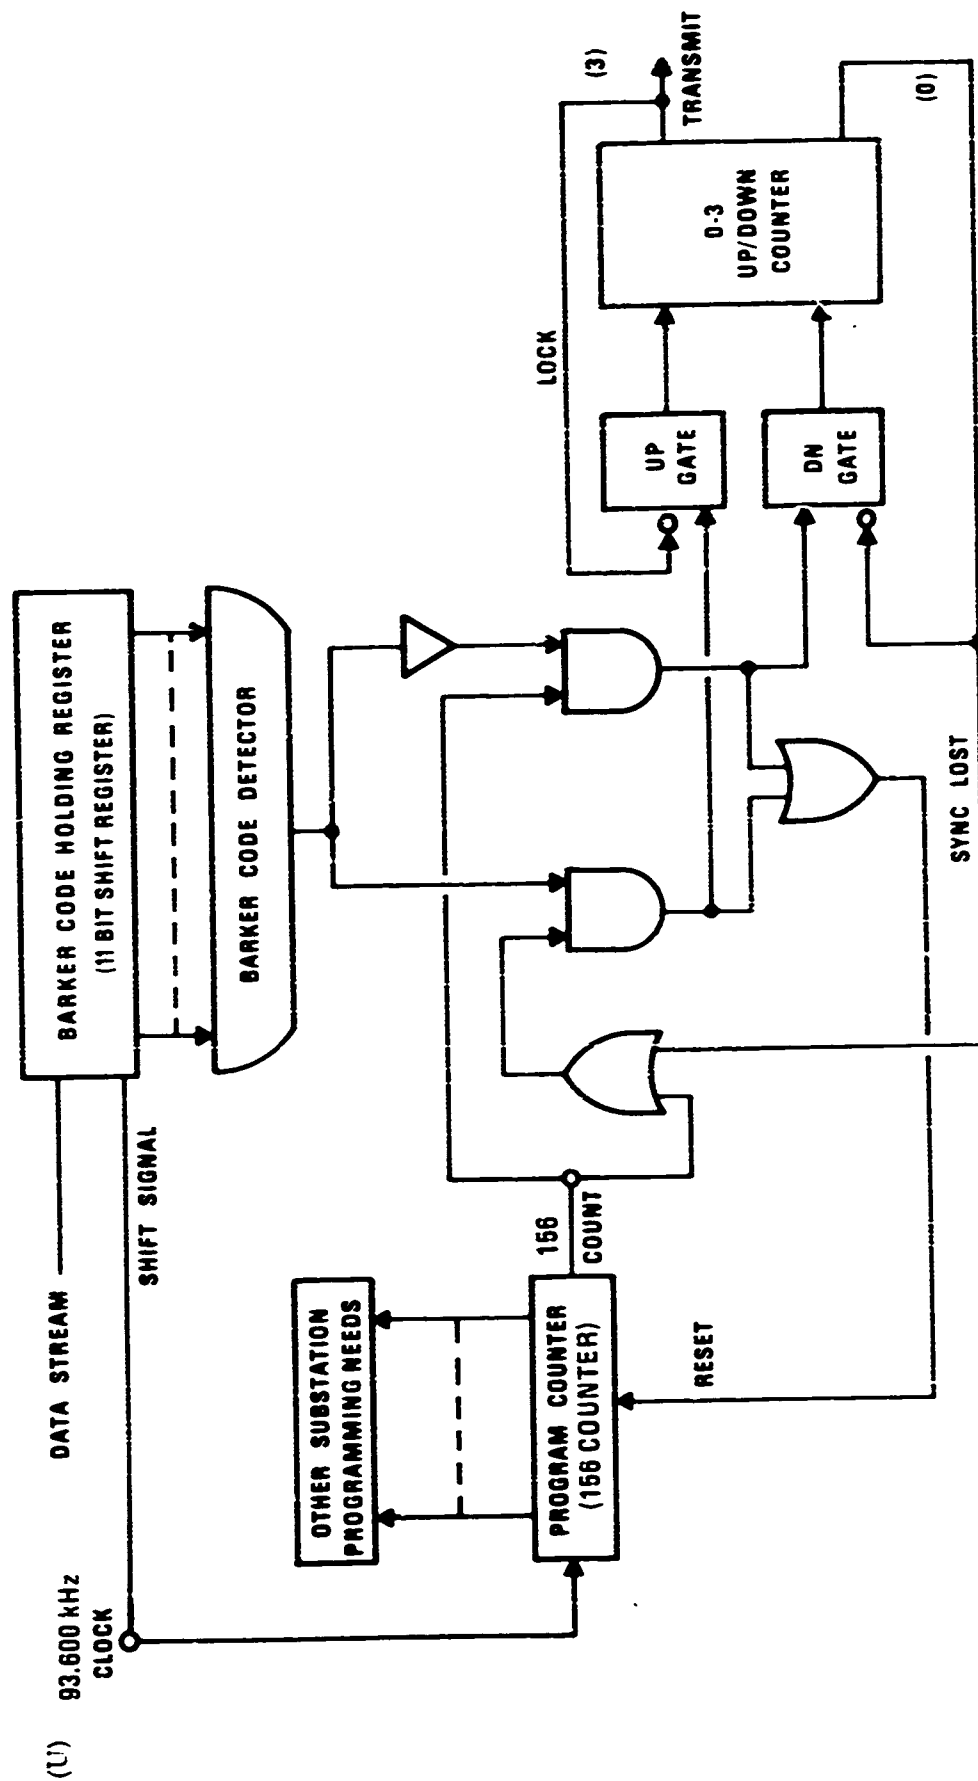 (U)
93.600 kHz
CLOCK
DATA STREAM
SHIFT SIGNAL
BARKER CODE HOLDING REGISTER
(11 BIT SHIFT REGISTER)
BARKER CODE DETECTOR
OTHER SUBSTATION
PROGRAMMING NEEDS
PROGRAM COUNTER
(156 COUNTER)
156
COUNT
RESET
LOCK
UP
GATE
DN
GATE
0-3
UP/DOWN
COUNTER
(3)
TRANSMIT
(0)
SYNC LOST